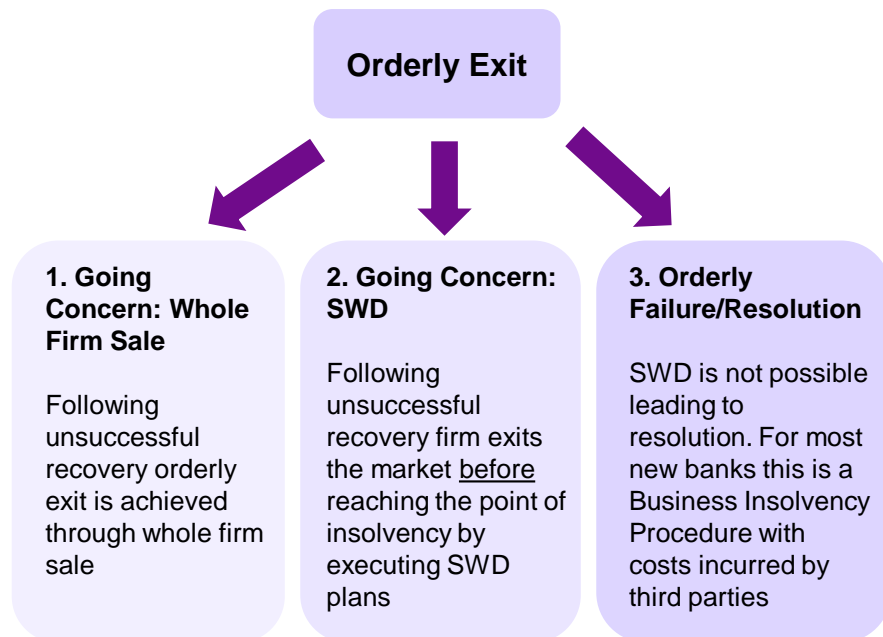 Orderly Exit
1. Going
Concern: Whole
Firm Sale
Following
unsuccessful
recovery orderly
exit is achieved
through whole firm
sale
2. Going Concern:
SWD
Following
unsuccessful
recovery firm exits
the market before
reaching the point of
insolvency by
executing SWD
plans
3. Orderly
Failure/Resolution
SWD is not possible
leading to
resolution. For most
new banks this is a
Business Insolvency
Procedure with
costs incurred by
third parties